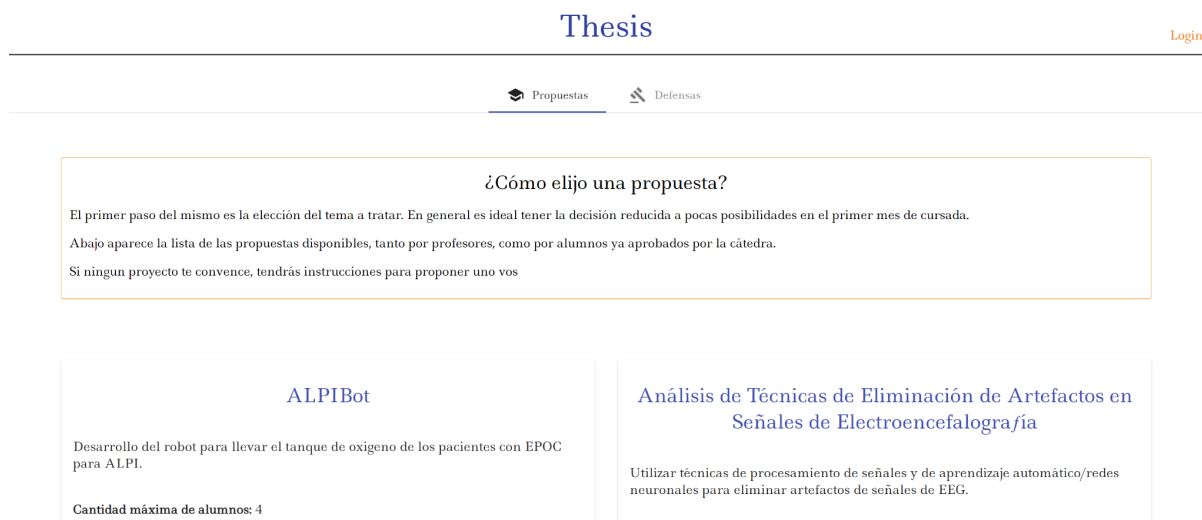 Thesis
Login
Propuestas
Defensas
¿Cómo elijo una propuesta?
El primer paso del mismo es la elección del tema a tratar. En general es ideal tener la decisión reducida a pocas posibilidades en el primer mes de cursada.
Abajo aparece la lista de las propuestas disponibles, tanto por profesores, como por alumnos ya aprobados por la cátedra.
Si ningun proyecto te convence, tendrás instrucciones para proponer uno vos
ALPIBot
Desarrollo del robot para llevar el tanque de oxigeno de los pacientes con EPOC
para ALPI.
Cantidad máxima de alumnos: 4
Análisis de Técnicas de Eliminación de Artefactos en
Señales de Electroencefalografía
Utilizar técnicas de procesamiento de señales y de aprendizaje automático/redes
neuronales para eliminar artefactos de señales de EEG.